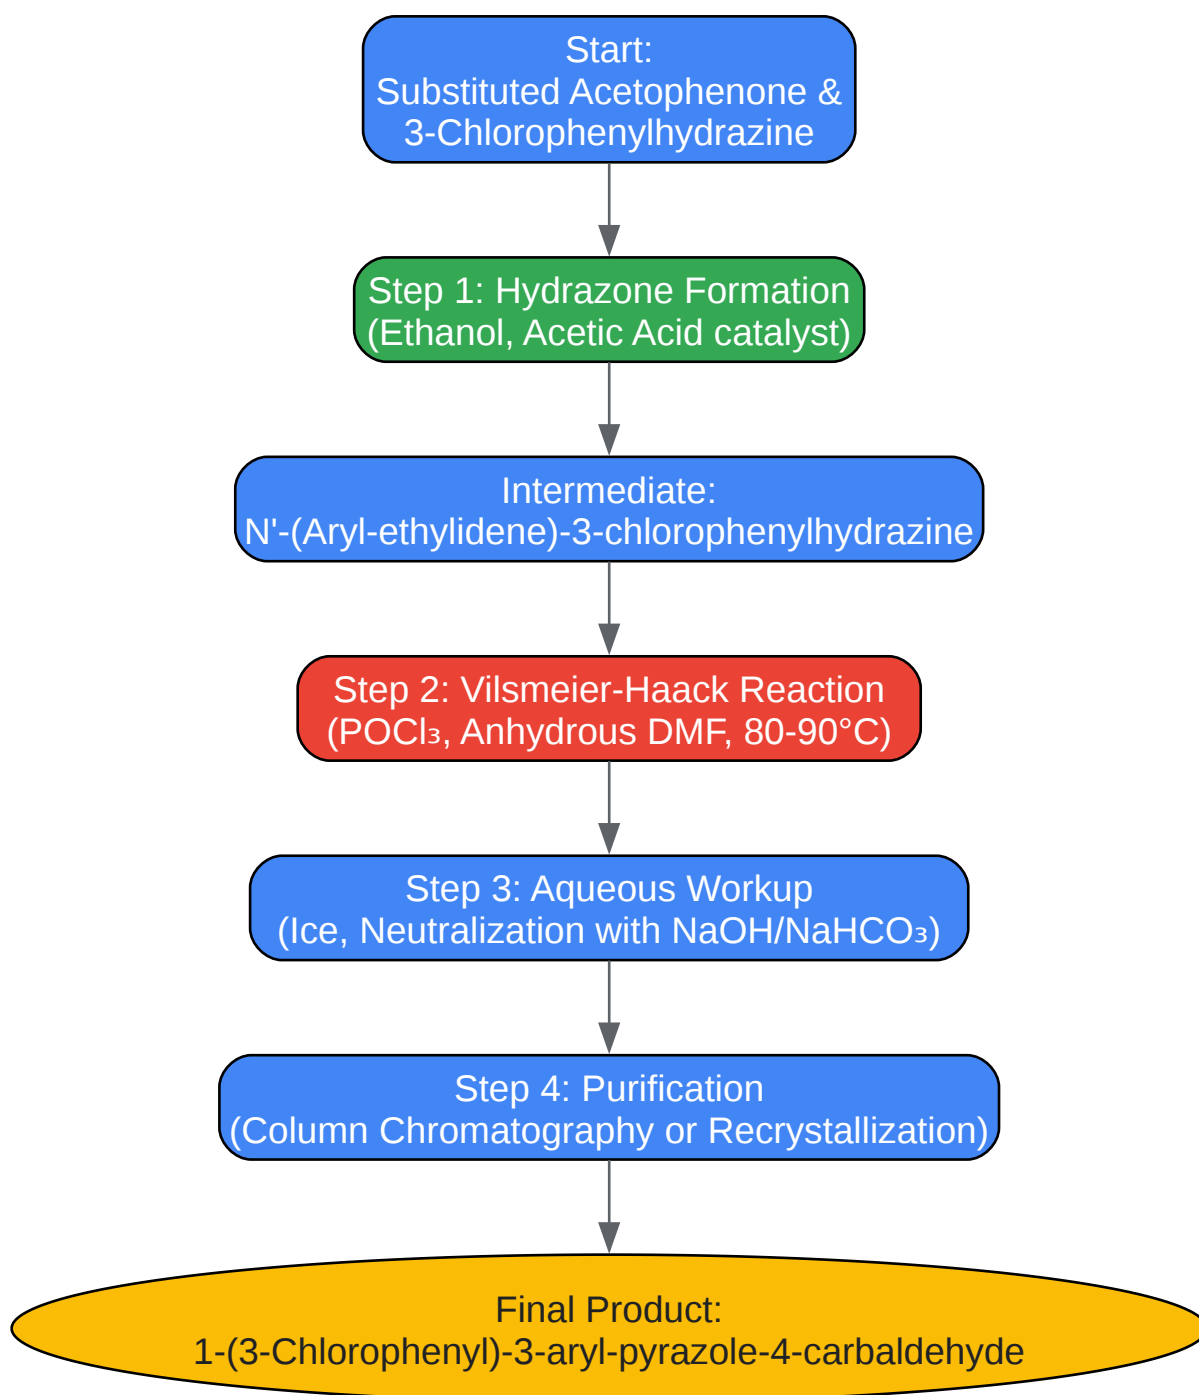 Start:
Substituted Acetophenone &
3-Chlorophenylhydrazine
Step 1: Hydrazone Formation
(Ethanol, Acetic Acid catalyst)
Intermediate:
N'-(Aryl-ethylidene)-3-chlorophenylhydrazine
Step 2: Vilsmeier-Haack Reaction
(POCl₃, Anhydrous DMF, 80-90°C)
Step 3: Aqueous Workup
(Ice, Neutralization with NaOH/NaHCO₃)
Step 4: Purification
(Column Chromatography or Recrystallization)
Final Product:
1-(3-Chlorophenyl)-3-aryl-pyrazole-4-carbaldehyde